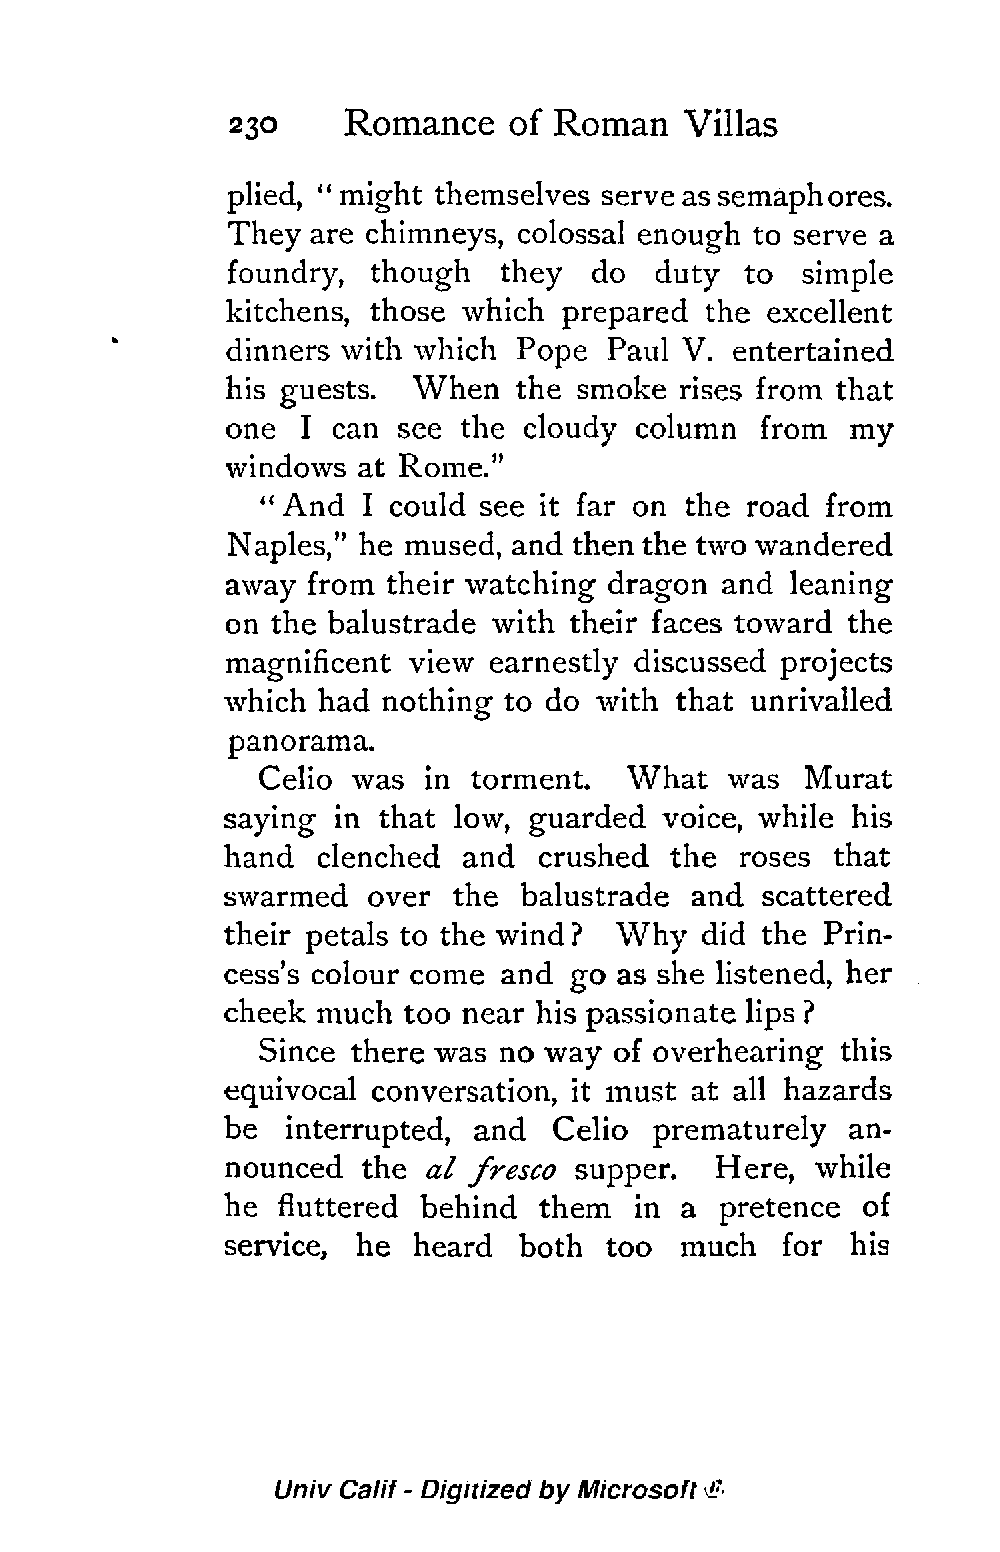 230 Romance of Roman Villas
plied, "might themselves serve as semaphores.
They are chimneys, colossal enough to serve a
foundry, though they do duty to simple
kitchens, those which prepared the excellent
dinners with which Pope Paul V. entertained
his guests. When the smoke rises from that
one I can see the cloudy column from my
windows at Rome."
"And I could see it far on the road from
Naples," he mused, and then the two wandered
away from their watching dragon and leaning
on the balustrade with their faces toward the
magnificent view earnestly discussed projects
which had nothing to do with that unrivalled
panorama.
Celio was in torment. What was Murat
saying in that low, guarded voice, while his
hand clenched and crushed the roses that
swarmed over the balustrade and scattered
their petals to the wind? Why did the Prin-
cess's colour come and go as she listened, her
cheek much too near his passionate lips?
Since there was no way of overhearing this
equivocal conversation, it must at all hazards
be interrupted, and Celio prematurely an-
nounced the al fresco supper. Here, while
he fluttered behind them in a pretence of
service, he heard both too much for his
Univ Calif - Digitized by Microsoft ®